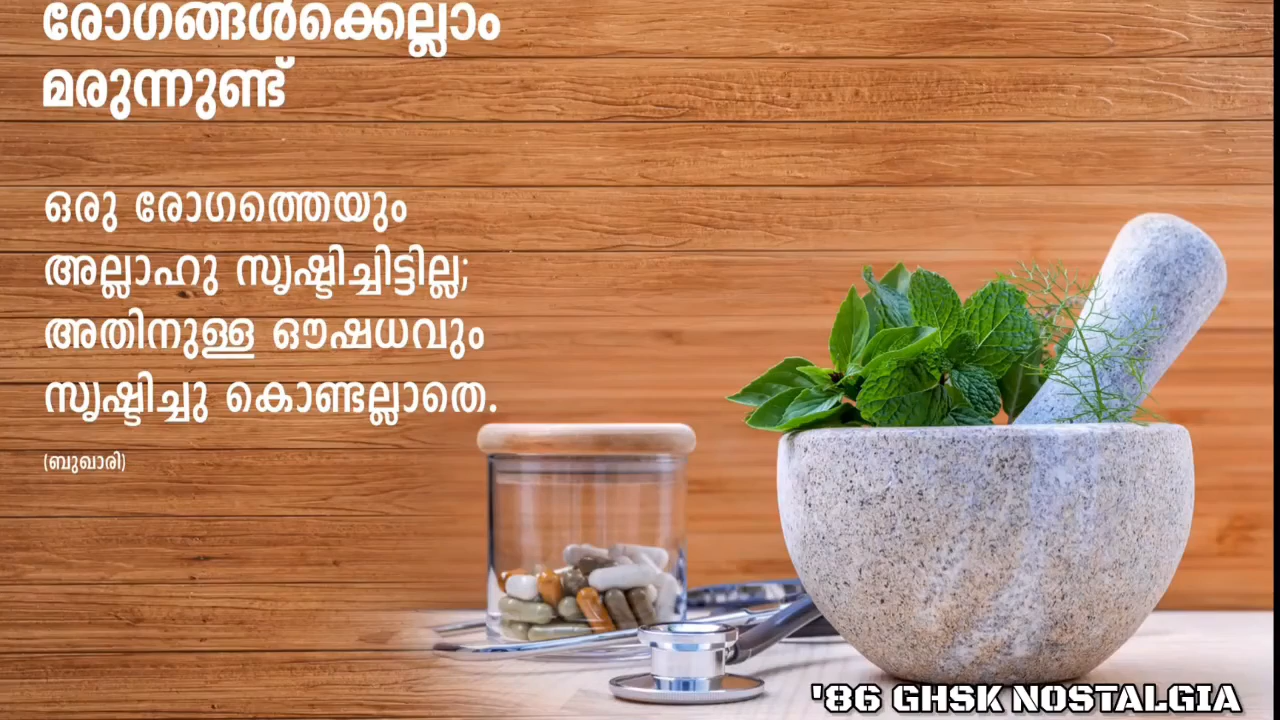 രോഗങ്ങൾക്കെല്ലാം
മരുന്നുണ്ട്
ഒരു രോഗത്തെയും
അല്ലാഹു സൃഷ്ടിച്ചിട്ടില്ല;
അതിനുള്ള ഔഷധവും
സൃഷ്ടിച്ചു കൊണ്ടല്ലാതെ.
(ബുഖാരി)
'86 GHSK NOSTALGIA